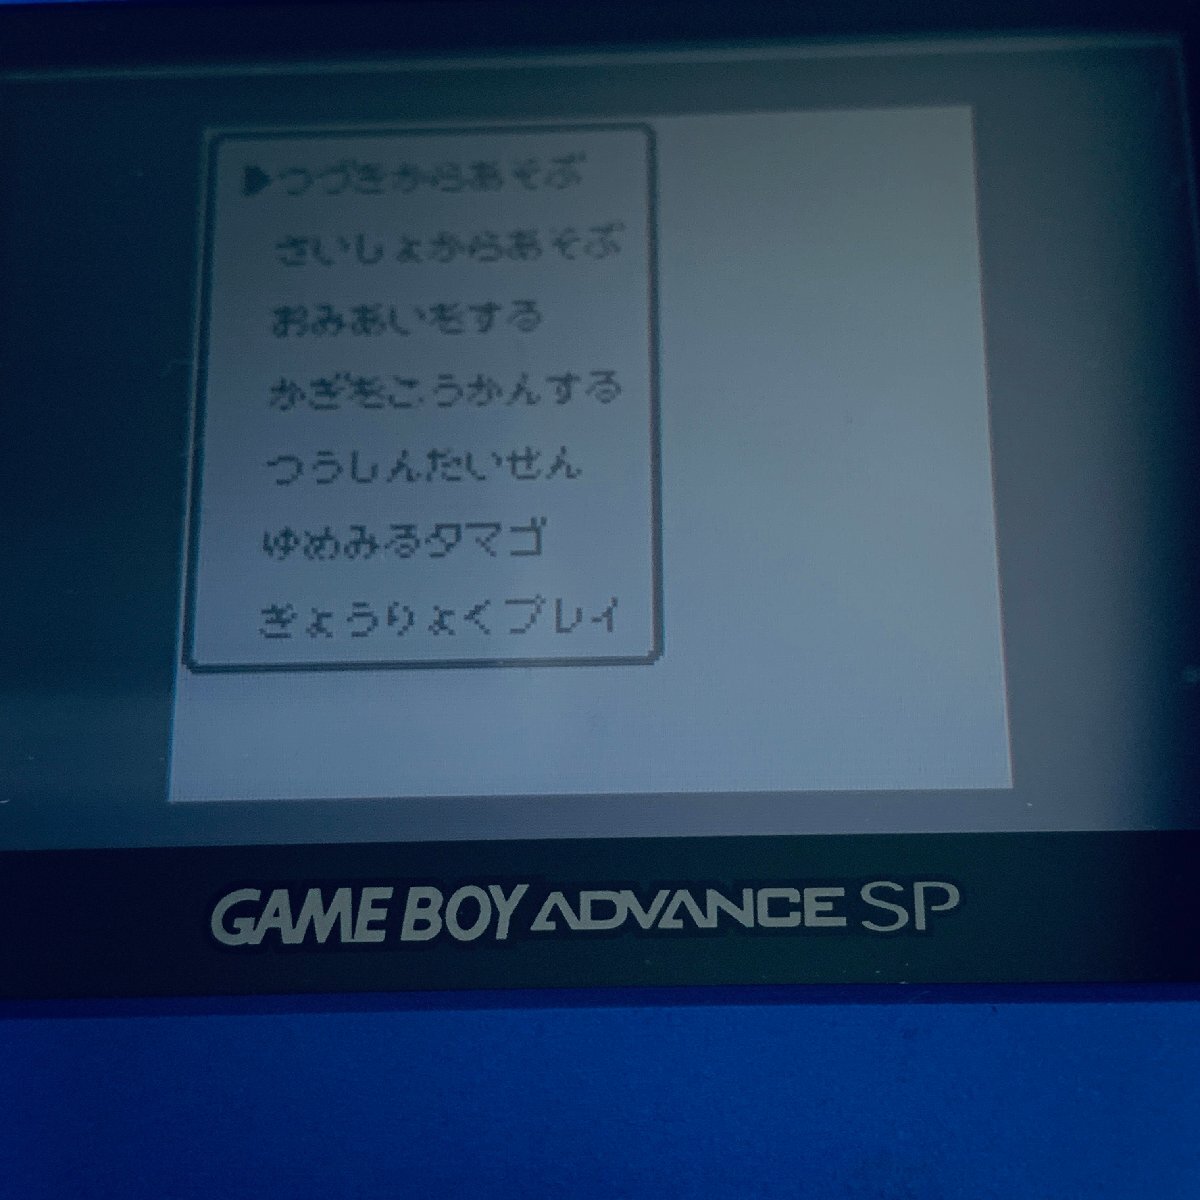 ▶つづきからあそぶ
さいしょからあそぶ
おみあいをする
かぎをこうかんする
つうしんたいせん
ゆめみるタマゴ
きょうりょくプレイ
GAME BOY ADVANCE SP